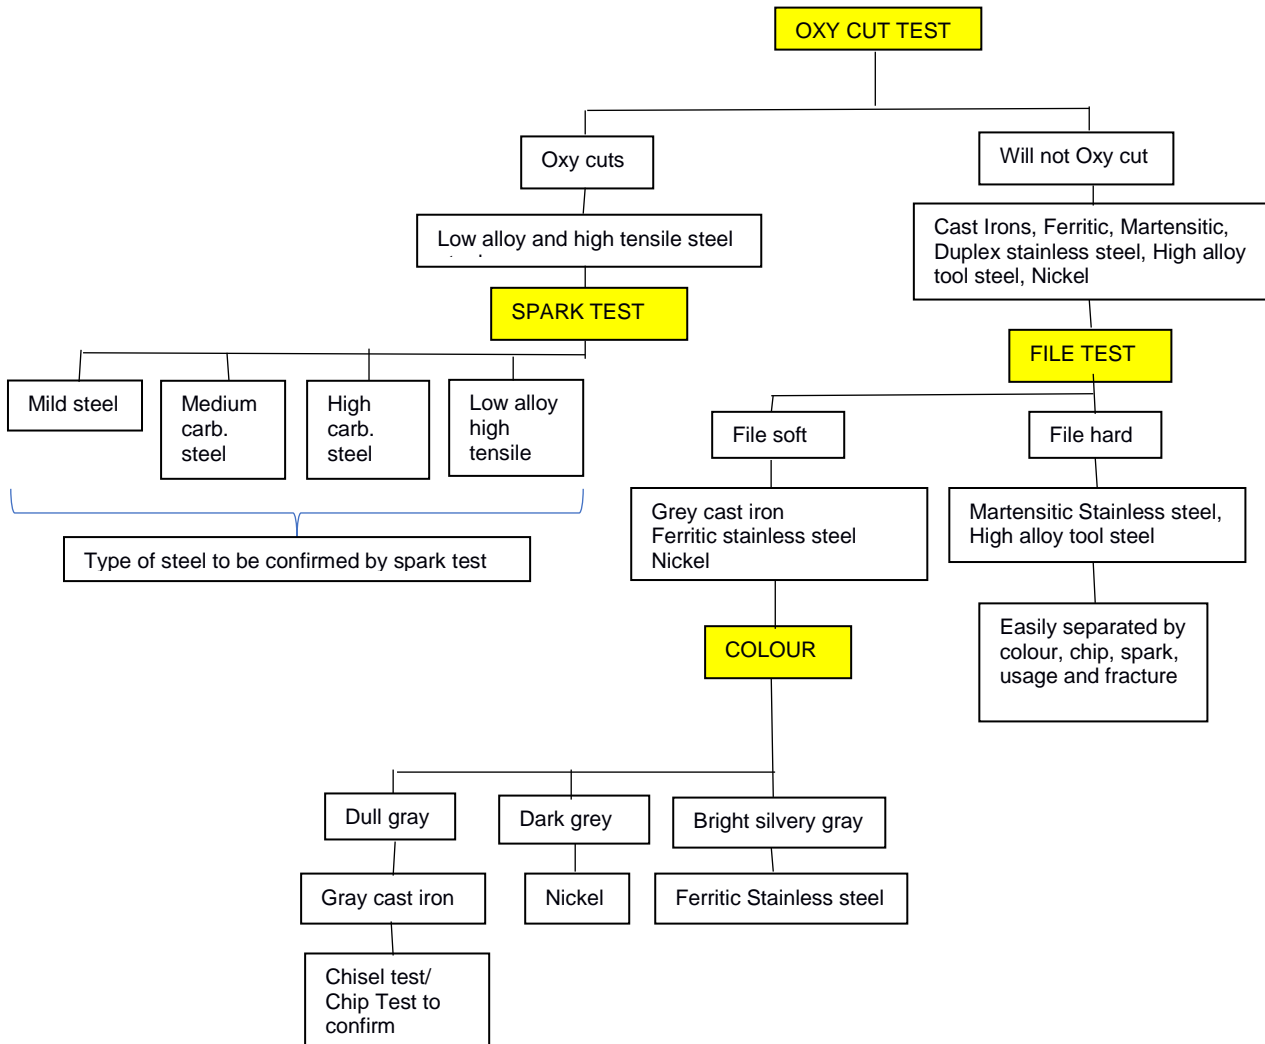 OXY CUT TEST
Oxy cuts
Will not Oxy cut
Low alloy and high tensile steel
Cast Irons, Ferritic, Martensitic,
Duplex stainless steel, High alloy
tool steel, Nickel
SPARK TEST
FILE TEST
Mild steel
Medium
carb.
steel
High
carb.
steel
Low alloy
high
tensile
File soft
File hard
Type of steel to be confirmed by spark test
Grey cast iron
Ferritic stainless steel
Nickel
Martensitic Stainless steel,
High alloy tool steel
Easily separated by
colour, chip, spark,
usage and fracture
COLOUR
Dull gray
Dark grey
Bright silvery gray
Gray cast iron
Nickel
Ferritic Stainless steel
Chisel test/
Chip Test to
confirm